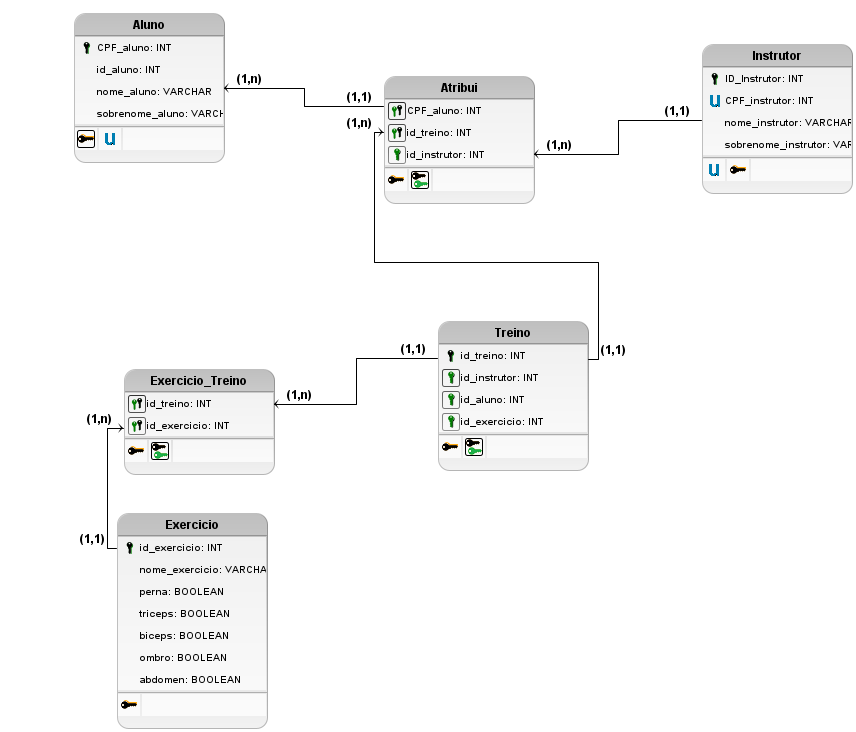 Aluno
CPF_aluno: INT
id_aluno: INT
nome_aluno: VARCHAR
sobrenome_aluno: VARCH
u
(1,n)
(1,1)
Atribui
CPF_aluno: INT
id_treino: INT
id_instrutor: INT
(1,n)
(1,n)
(1,1)
Instrutor
ID_Instrutor: INT
u CPF_instrutor: INT
nome_instrutor: VARCHAR
sobrenome_instrutor: VAR
u
Treino
id_treino: INT
id_instrutor: INT
id_aluno: INT
id_exercicio: INT
(1,1)
(1,1)
(1,n)
Exercicio_Treino
id_treino: INT
id_exercicio: INT
(1,n)
(1,1)
Exercicio
id_exercicio: INT
nome_exercicio: VARCHA
perna: BOOLEAN
triceps: BOOLEAN
biceps: BOOLEAN
ombro: BOOLEAN
abdomen: BOOLEAN